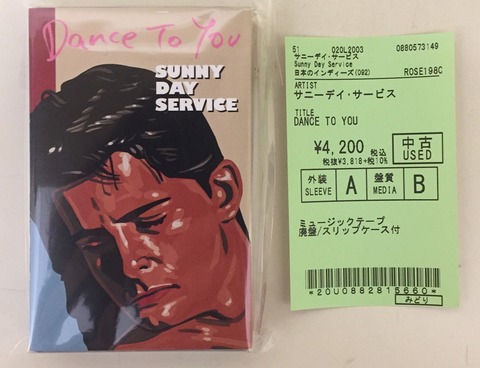 Dance To You
SUNNY
DAY
SERVICE
51 020L2003 0880573149
サニーデイ・サービス
Sunny Day Service
日本のインディーズ(092) ROSE198C
ARTIST
サニーデイ・サービス
TITLE
DANCE TO YOU
¥4,200 税込
税抜¥3,818+税10%
中古
USED
外装
SLEEVE
A
盤質
MEDIA
B
ミュージックテープ
廃盤/スリップケース付
*20U0882815660*
みどり